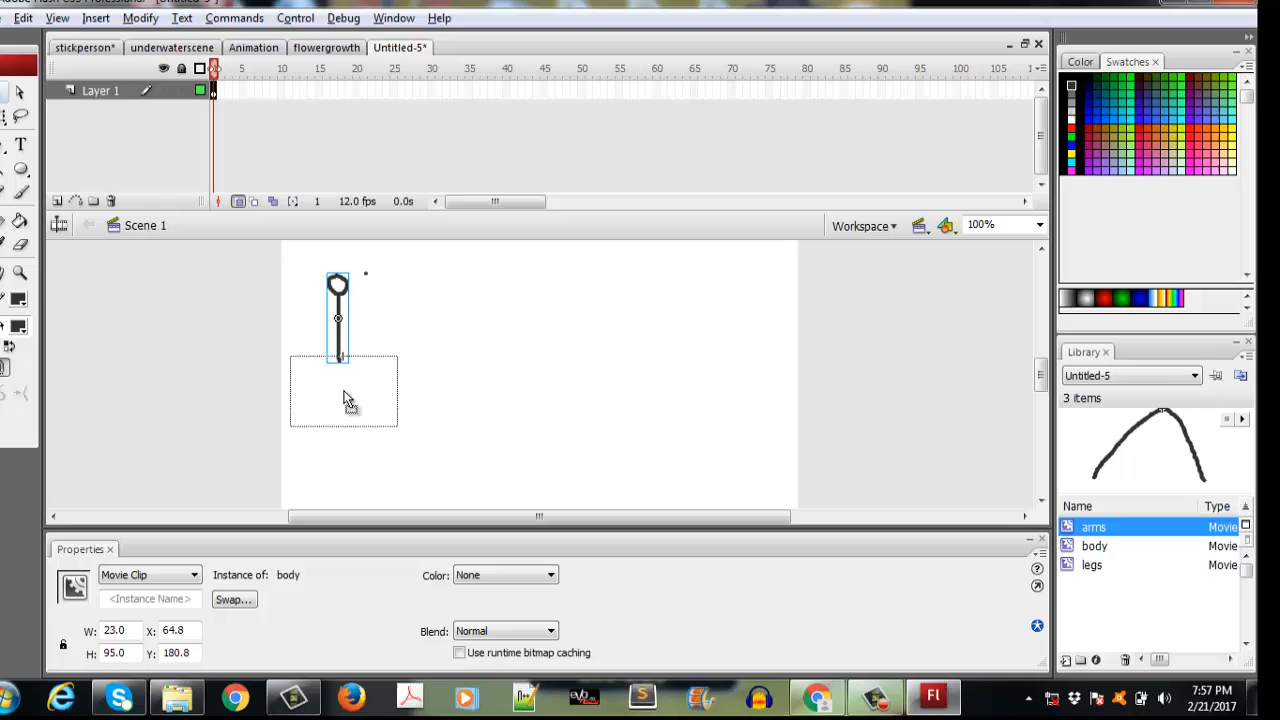 Edit View Insert Modify Text Commands Control Debug Window Help
stickperson* underwaterscene Animation flowergrowth Untitled-5*
5 10 15 20 25 30 35 40 45 50 55 60 65 70 75 80 85 90 95 100 105
Layer 1
1 12.0 fps 0.0s
Scene 1
Workspace 100%
Color Swatches
Library
Untitled-5
3 items
Name Type
arms Movie
body Movie
legs Movie
Properties
Movie Clip Instance of: body Color: None
<Instance Name> Swap...
W: 23.0 X: 64.8 Blend: Normal
H: 95.0 Y: 180.8 Use runtime bitmap caching
Fl
7:57 PM
2/21/2017